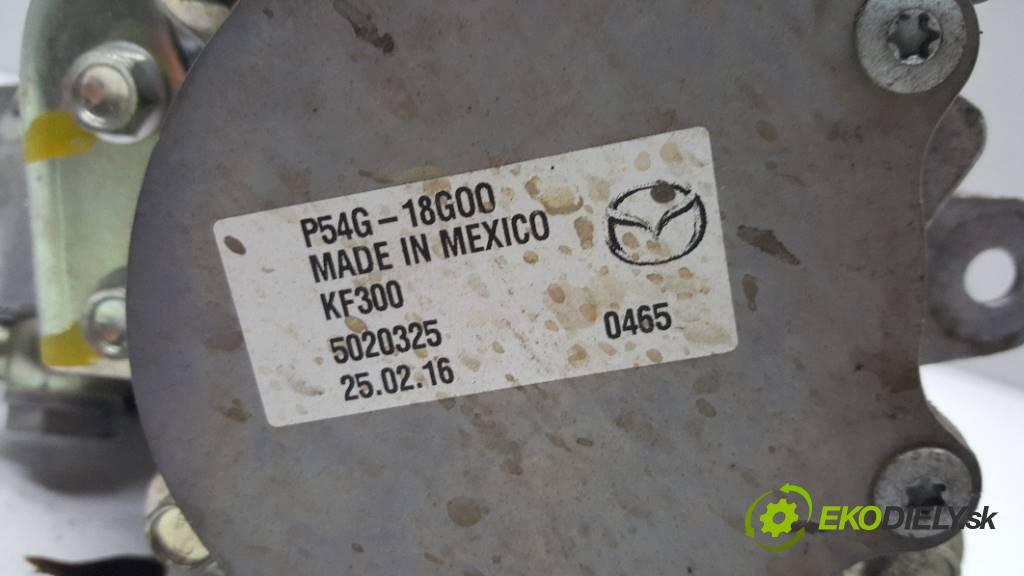 P54G-18G00
MADE IN MEXICO
KF300
5020325
0465
25.02.16
EKODIELY.sk